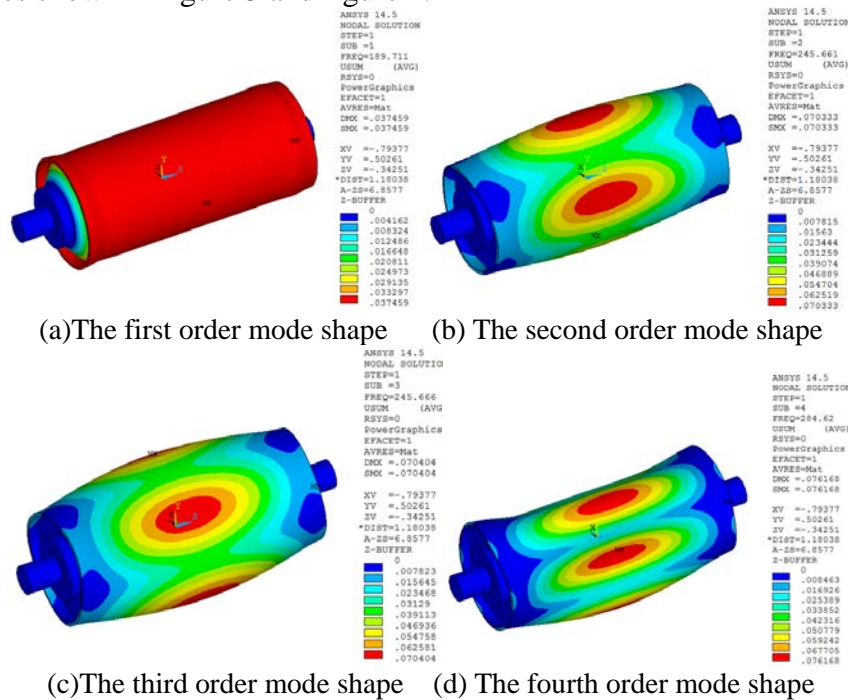 ANSYS 14.5
NODAL SOLUTION
STEP=1
SUB =1
FREQ=189.711
USUM (AVG)
RSYS=0
PowerGraphics
EFACET=1
AVRES=Mat
DMX =.037459
SMX =.037459
XV =-.79377
YV =.50261
ZV =-.34251
*DIST=1.18038
A-ZS=6.8577
Z-BUFFER
0
.004162
.008324
.012486
.016648
.020811
.024973
.029135
.033297
.037459
ANSYS 14.5
NODAL SOLUTION
STEP=1
SUB =2
FREQ=245.661
USUM (AVG)
RSYS=0
PowerGraphics
EFACET=1
AVRES=Mat
DMX =.070333
SMX =.070333
XV =-.79377
YV =.50261
ZV =-.34251
*DIST=1.18038
A-ZS=6.8577
Z-BUFFER
0
.007815
.01563
.023444
.031259
.039074
.046889
.054704
.062519
.070333
(a)The first order mode shape (b) The second order mode shape
ANSYS 14.5
NODAL SOLUTIO
STEP=1
SUB =3
FREQ=245.666
USUM (AVG
RSYS=0
PowerGraphics
EFACET=1
AVRES=Mat
DMX =.070404
SMX =.070404
XV =-.79377
YV =.50261
ZV =-.34251
*DIST=1.18038
A-ZS=6.8577
Z-BUFFER
0
.007823
.015645
.023468
.03129
.039113
.046936
.054758
.062581
.070404
ANSYS 14.5
NODAL SOLUTIO
STEP=1
SUB =4
FREQ=284.62
USUM (AVG)
RSYS=0
PowerGraphics
EFACET=1
AVRES=Mat
DMX =.076168
SMX =.076168
XV =-.79377
YV =.50261
ZV =-.34251
*DIST=1.18038
A-ZS=6.8577
Z-BUFFER
0
.008463
.016926
.025389
.033852
.042316
.050779
.059242
.067705
.076168
(c)The third order mode shape (d) The fourth order mode shape